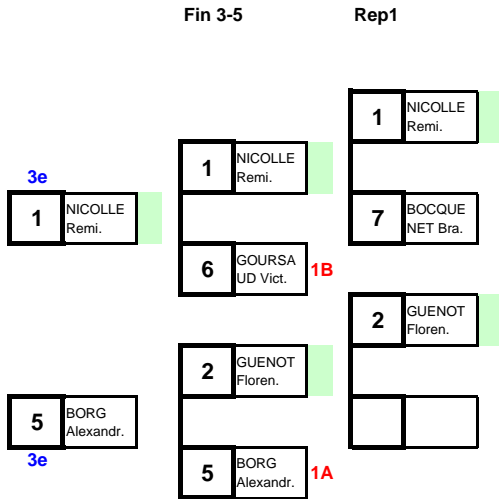 Fin 3-5 Rep1
1 NICOLLE
Remi.
1 NICOLLE
Remi.
3e
1 NICOLLE
Remi.
7 BOCQUE
NET Bra.
6 GOURSA
UD Vict. 1B
2 GUENOT
Floren.
2 GUENOT
Floren.
5 BORG
Alexandr.
3e
5 BORG
Alexandr. 1A